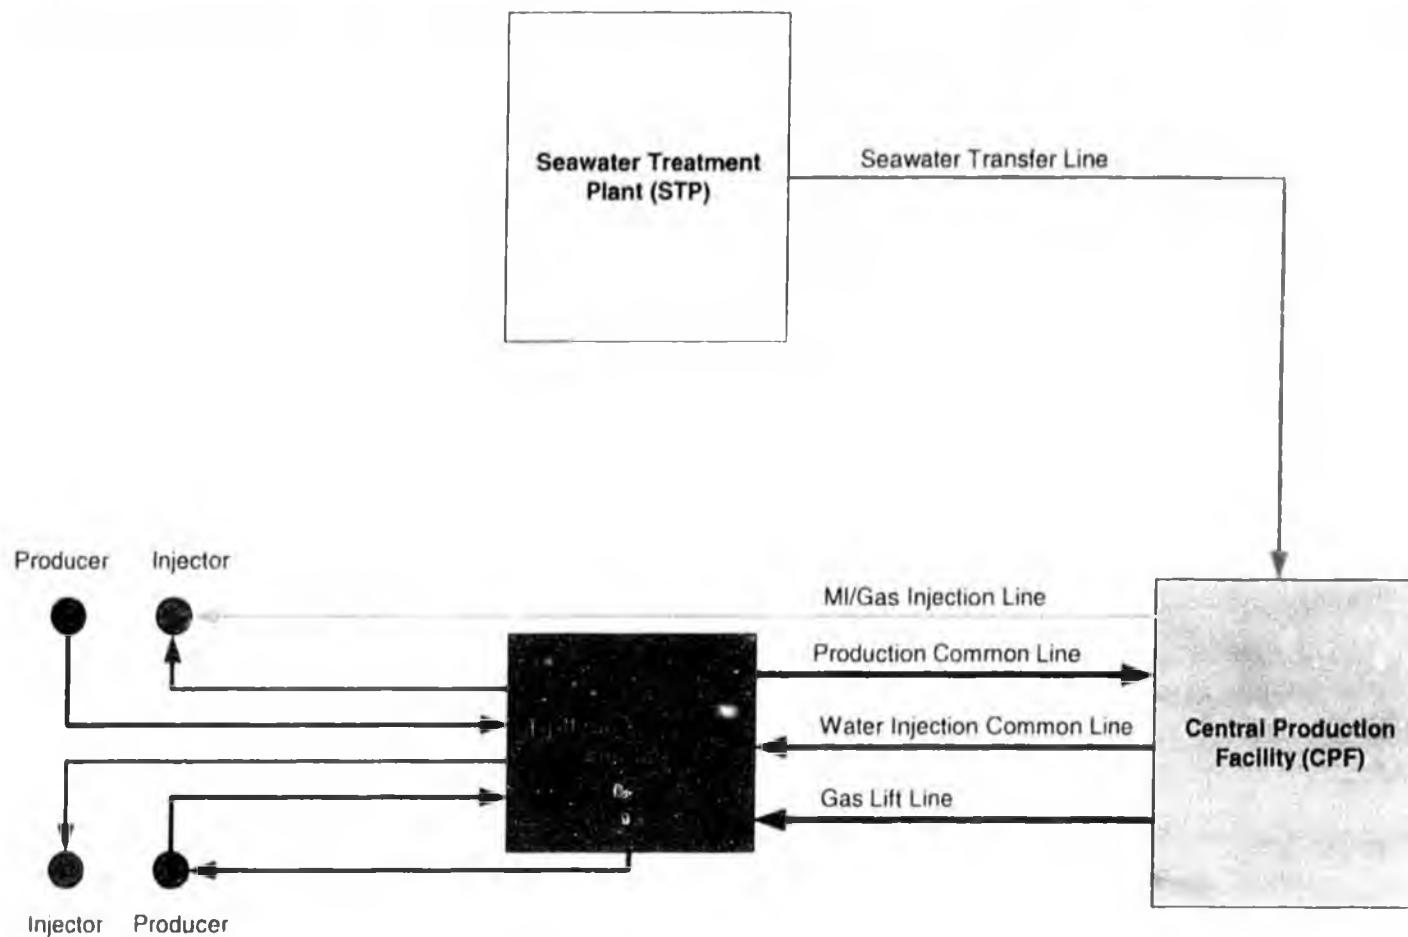 Seawater Treatment
Plant (STP)
Seawater Transfer Line
Producer
Injector
MI/Gas Injection Line
Production Common Line
Water Injection Common Line
Gas Lift Line
Central Production
Facility (CPF)
Injector
Producer